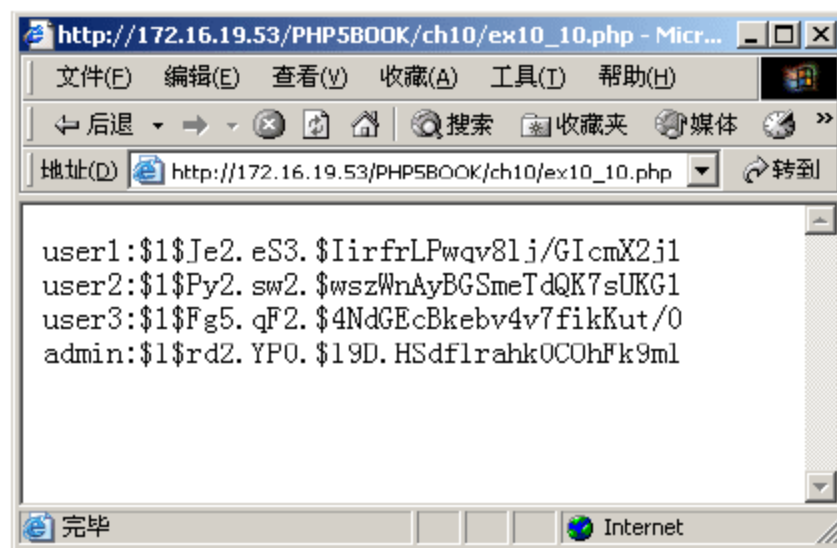 http://172.16.19.53/PHP5BOOK/ch10/ex10_10.php - Micr...
文件(F) 编辑(E) 查看(V) 收藏(A) 工具(T) 帮助(H)
后退 搜索 收藏夹 媒体 »
地址(D) http://172.16.19.53/PHP5BOOK/ch10/ex10_10.php 转到
user1:$1$Je2.eS3.$IirfrLPwqv8lj/GIcmX2j1
user2:$1$Py2.sw2.$wszWnAyBGSmeTdQK7sUKG1
user3:$1$Fg5.qF2.$4NdGEcBkebv4v7fikKut/0
admin:$1$rd2.YP0.$19D.HSdflrahk0COhFk9ml
完毕 Internet